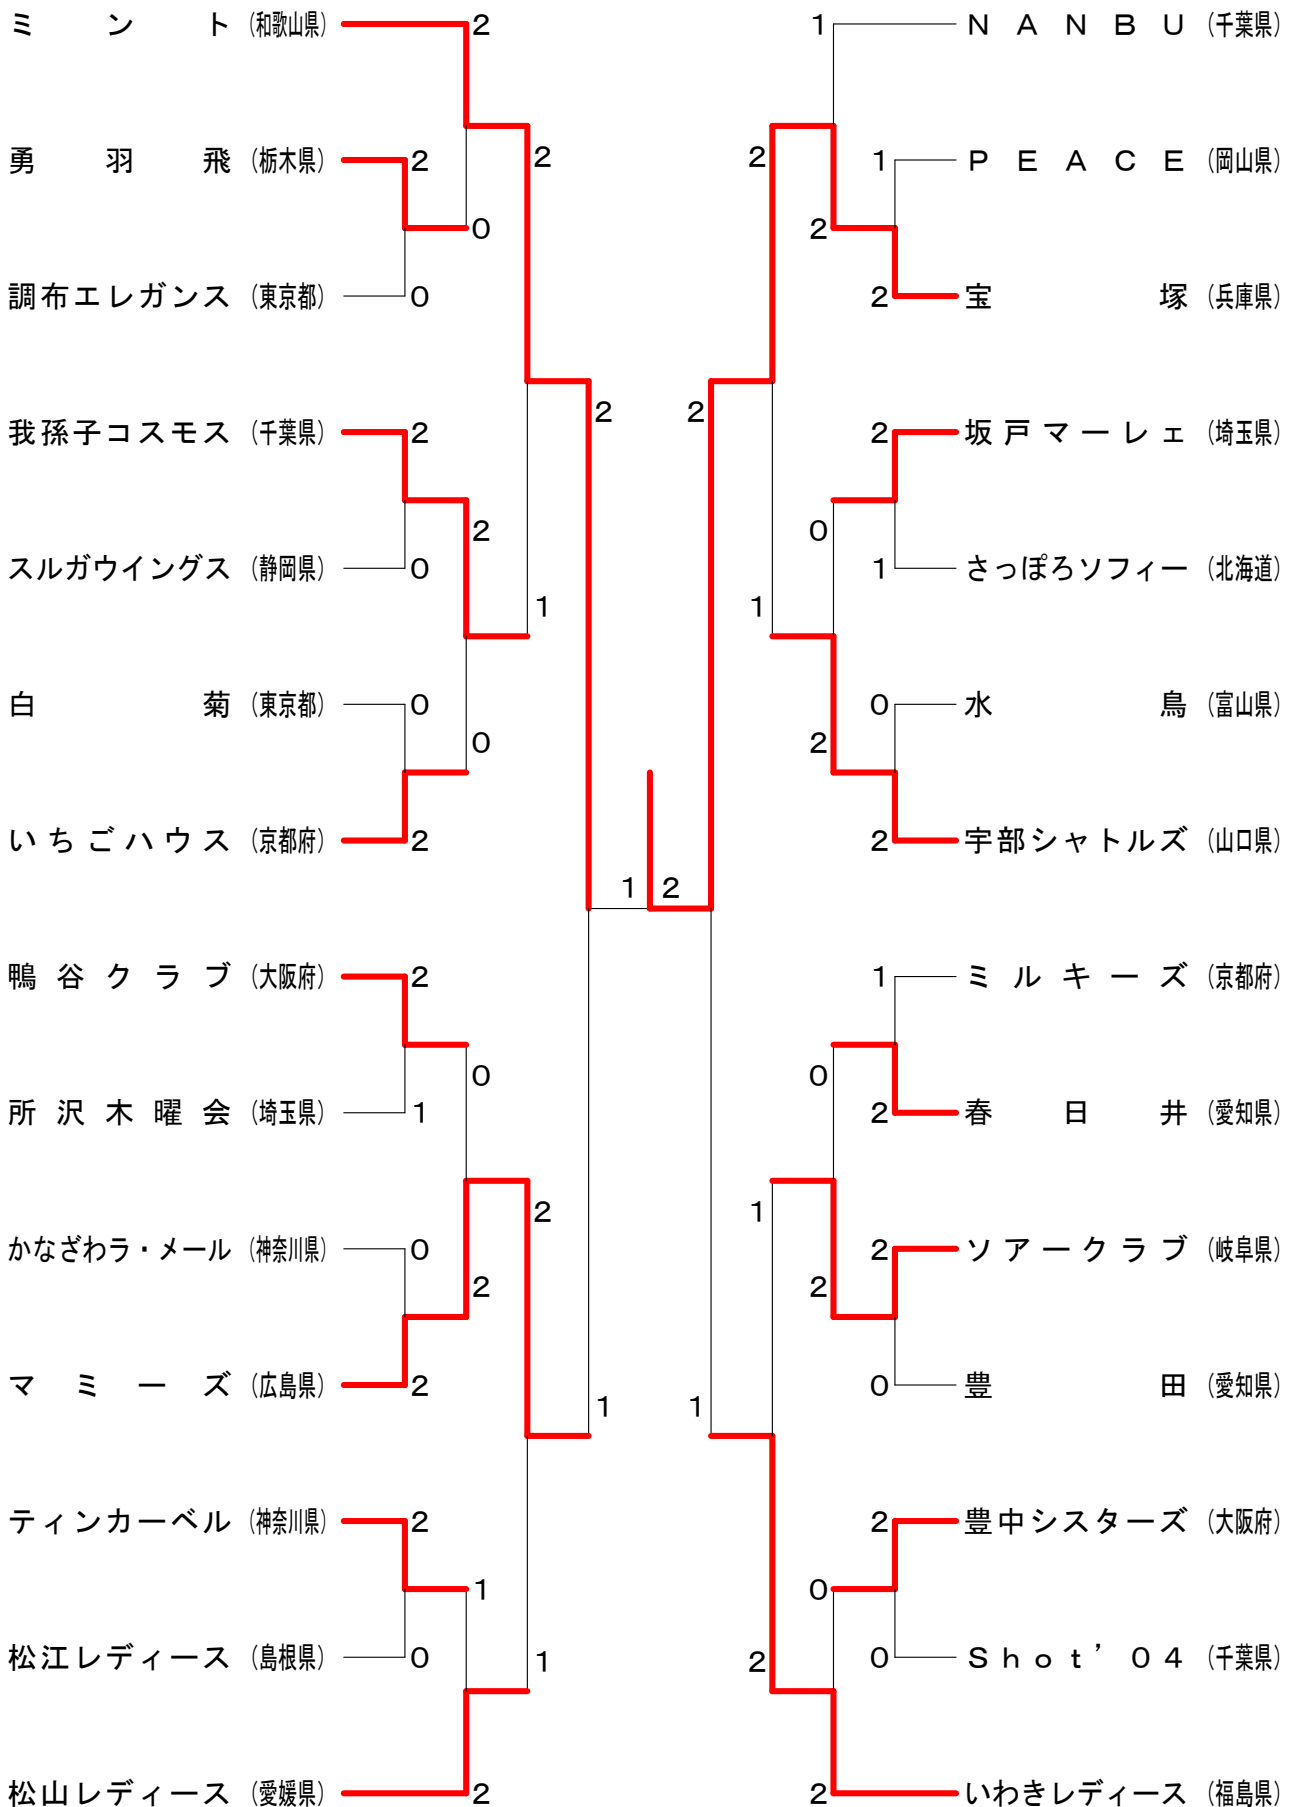 ミント (和歌山県) 2 1 NANBU (千葉県)
勇羽飛 (栃木県) 2 2 2 1 PEACE (岡山県)
0 2
調布エレガンス (東京都) 0 2 宝塚 (兵庫県)
2 2
我孫子コスモス (千葉県) 2 2 坂戸マーレェ (埼玉県)
2 0
スルガウイングス (静岡県) 0 1 さっぽろソフィー (北海道)
1 1
白菊 (東京都) 0 0 水鳥 (富山県)
0 2
いちごハウス (京都府) 2 2 宇部シャトルズ (山口県)
1 2
鴨谷クラブ (大阪府) 2 1 ミルキーズ (京都府)
0 0
所沢木曜会 (埼玉県) 1 2 春日井 (愛知県)
2 1
かなざわラ・メール (神奈川県) 0 2 ソアークラブ (岐阜県)
2 2
マミーズ (広島県) 2 0 豊田 (愛知県)
1 1
ティンカーベル (神奈川県) 2 2 豊中シスターズ (大阪府)
1 0
松江レディース (島根県) 0 1 2 0 Shot’04 (千葉県)
松山レディース (愛媛県) 2 2 いわきレディース (福島県)